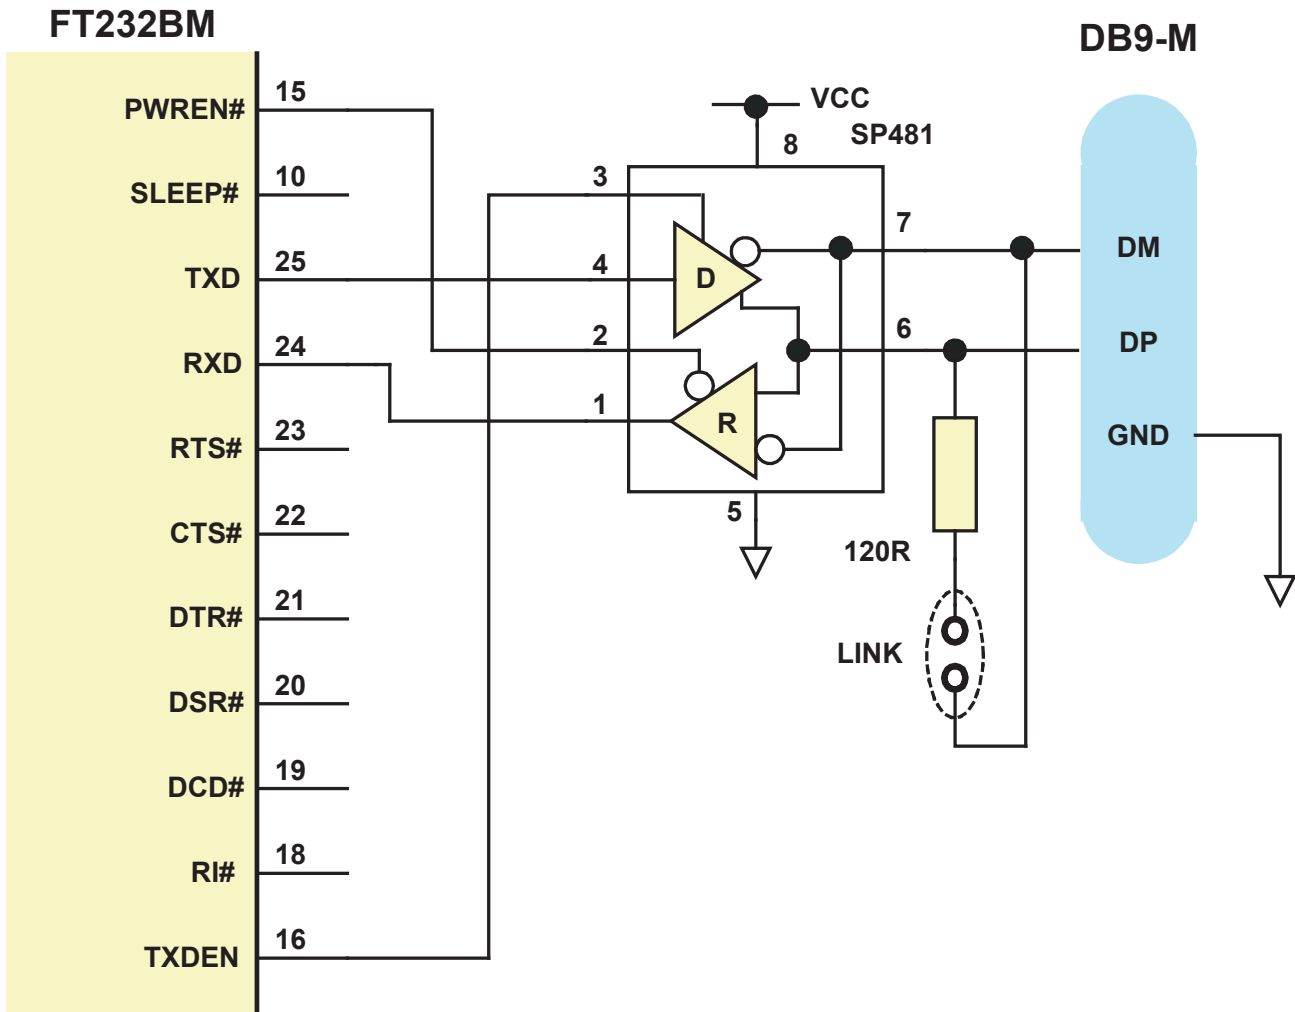 FT232BM
DB9-M
PWREN# 15
SLEEP# 10
TXD 25
RXD 24
RTS# 23
CTS# 22
DTR# 21
DSR# 20
DCD# 19
RI# 18
TXDEN 16
VCC
SP481
8
3
4
2
1
D
R
7
6
5
DM
DP
GND
120R
LINK